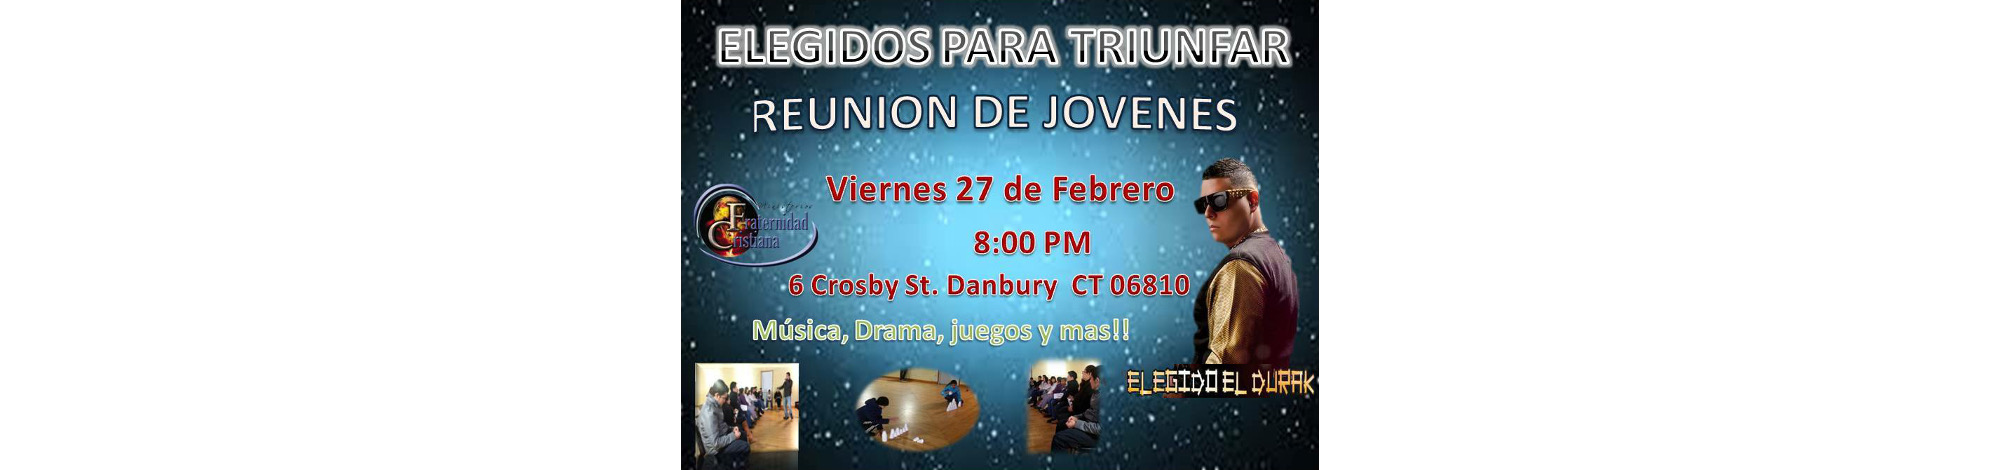 ELEGIDOS PARA TRIUNFAR
REUNION DE JOVENES
Viernes 27 de Febrero
Fraternidad
Cristiana
8:00 PM
6 Crosby St. Danbury CT 06810
Música, Drama, juegos y mas!!
ELEGIDO EL DURAK